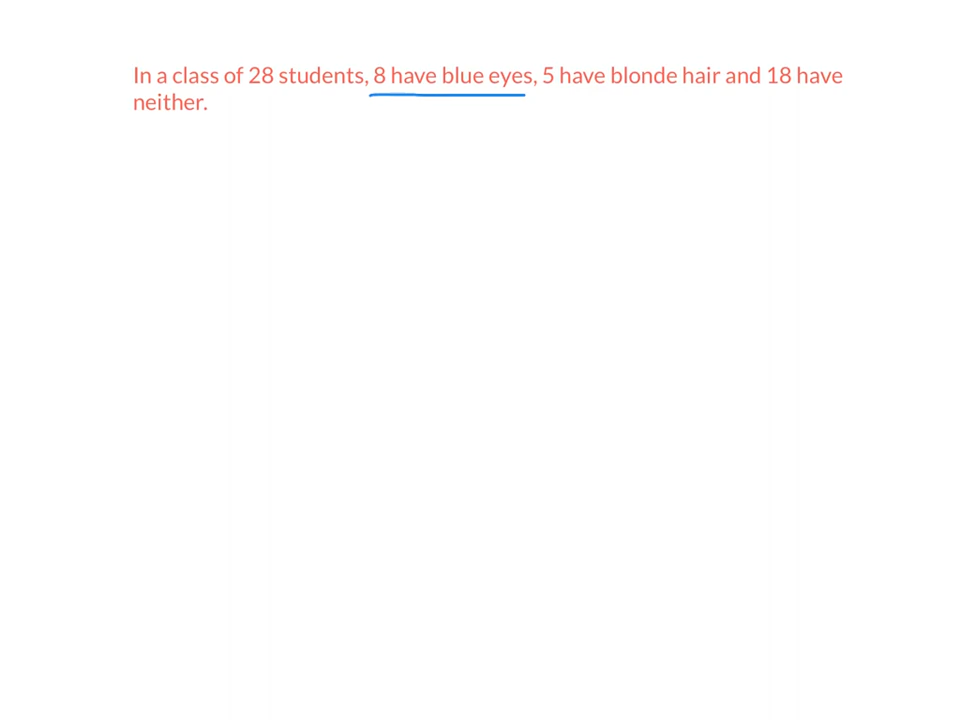 In a class of 28 students, 8 have blue eyes, 5 have blonde hair and 18 have
neither.